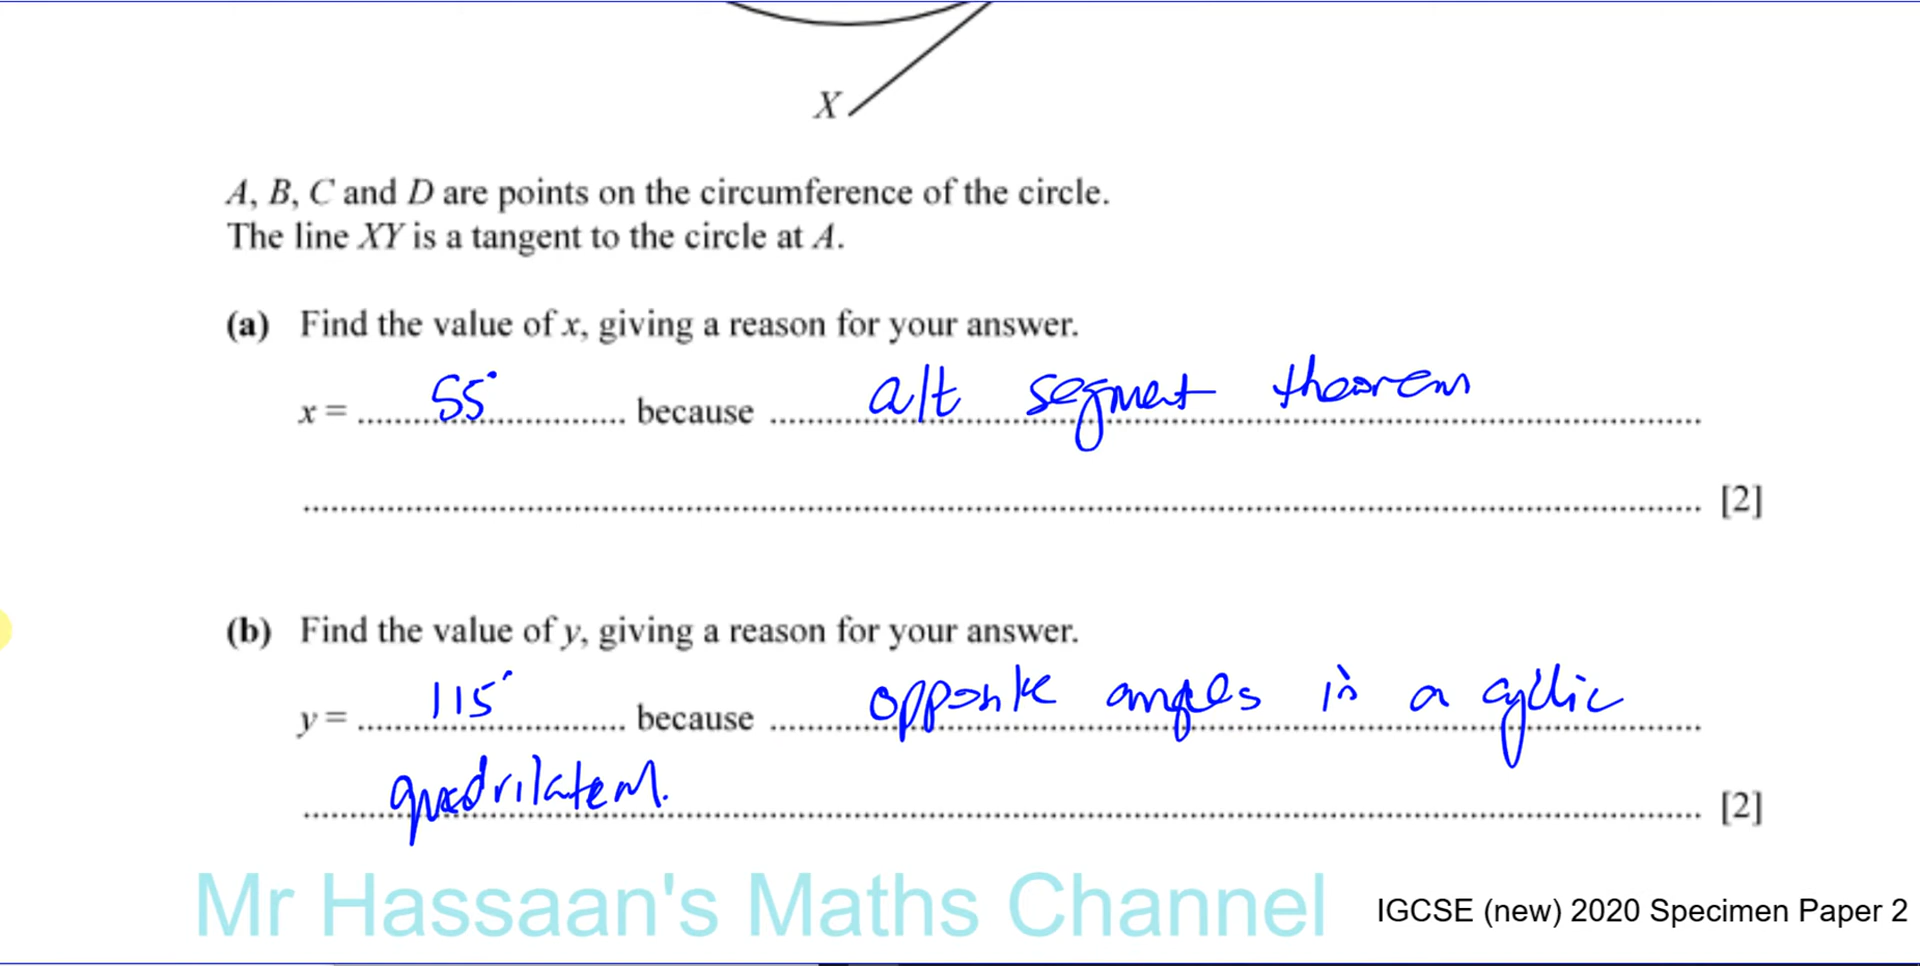 X
A, B, C and D are points on the circumference of the circle.
The line XY is a tangent to the circle at A.
(a) Find the value of x, giving a reason for your answer.
x = 55° because alt segment theorem
[2]
(b) Find the value of y, giving a reason for your answer.
y = 115° because opposite angles in a cyclic
quadrilateral. [2]
Mr Hassaan's Maths Channel
IGCSE (new) 2020 Specimen Paper 2